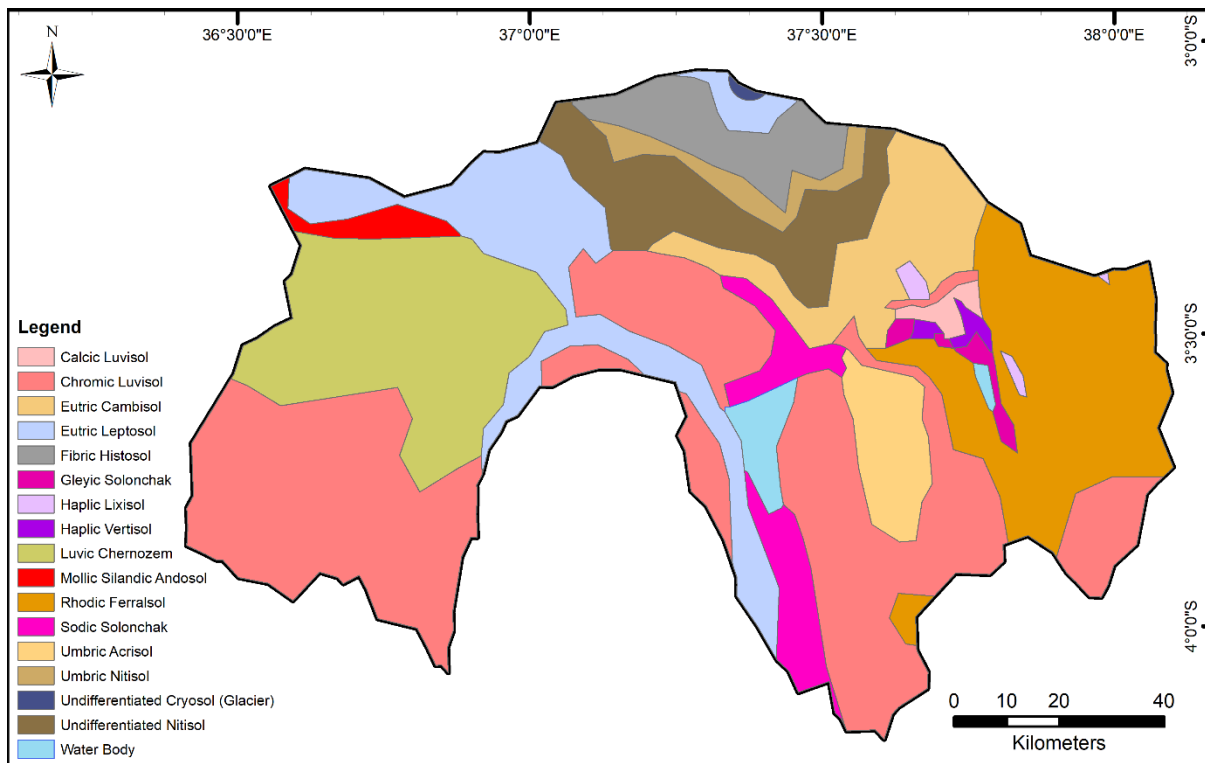 N
36°30'0"E
37°0'0"E
37°30'0"E
38°0'0"E
3°0'0"S
3°30'0"S
4°0'0"S
Legend
Calcic Luvisol
Chromic Luvisol
Eutric Cambisol
Eutric Leptosol
Fibric Histosol
Gleyic Solonchak
Haplic Lixisol
Haplic Vertisol
Luvic Chernozem
Mollic Silandic Andosol
Rhodic Ferralsol
Sodic Solonchak
Umbric Acrisol
Umbric Nitisol
Undifferentiated Cryosol (Glacier)
Undifferentiated Nitisol
Water Body
0 10 20 40
Kilometers